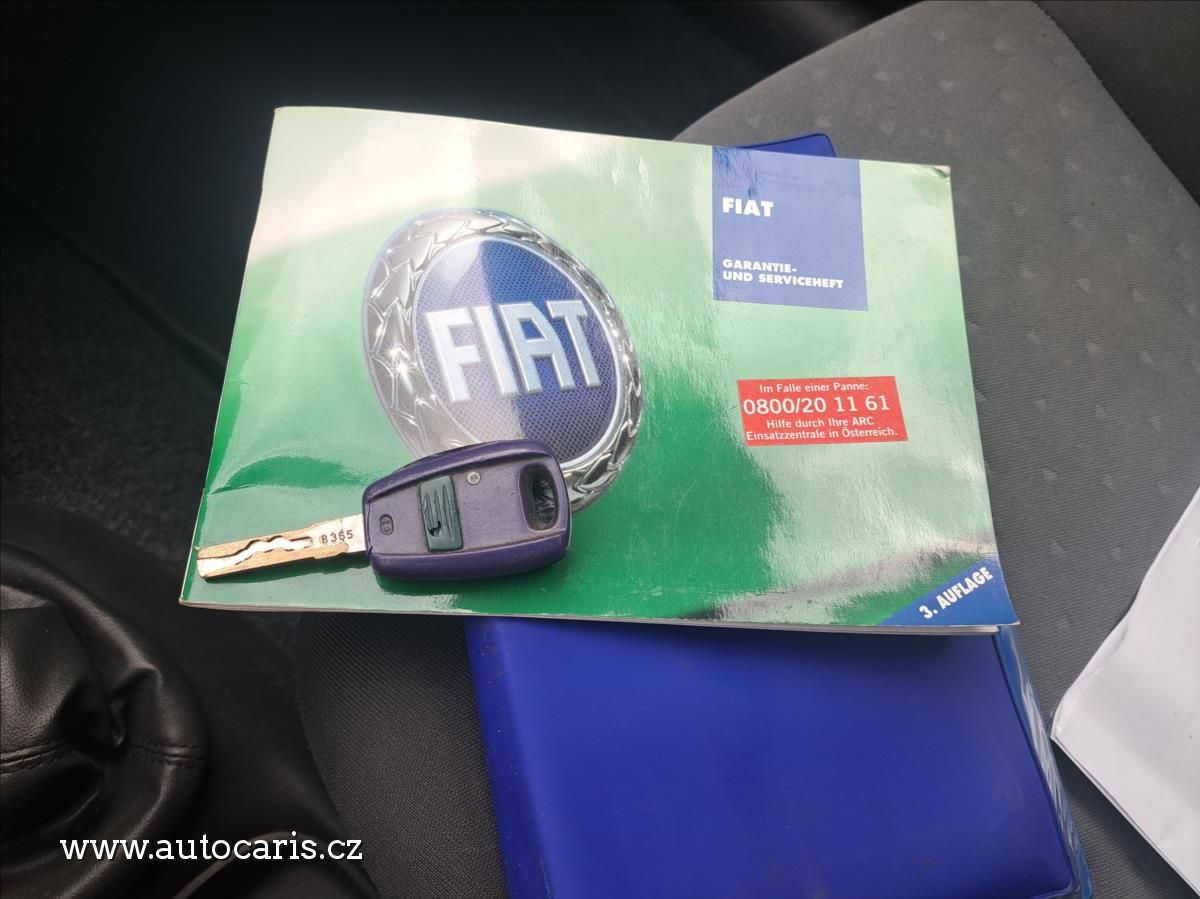 FIAT
GARANTIE-
UND SERVICEHEFT
FIAT
Im Falle einer Panne:
0800/20 11 61
Hilfe durch Ihre ARC
Einsatzzentrale in Österreich.
B365
3. AUFLAGE
www.autocaris.cz